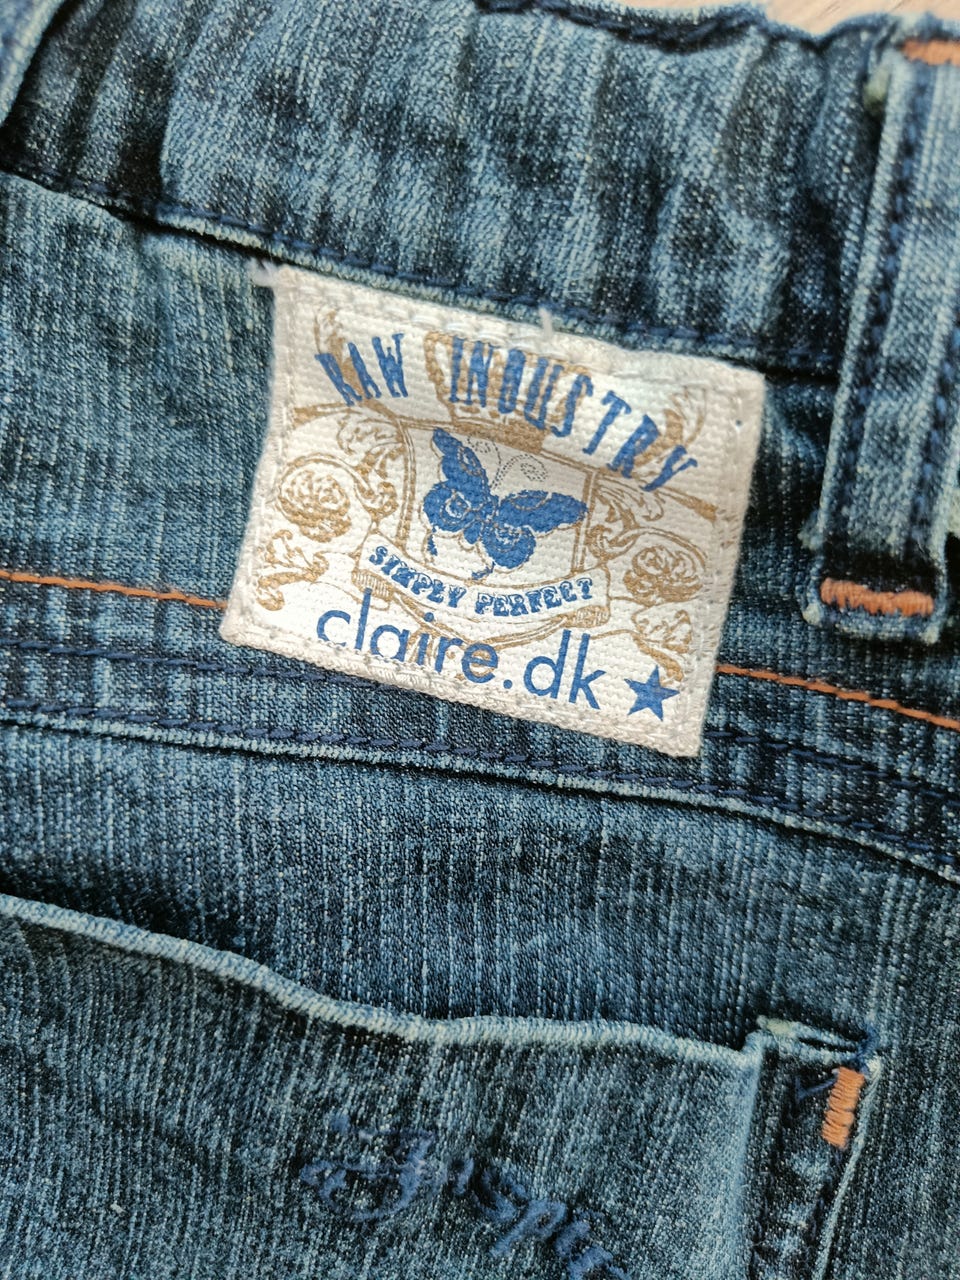 RAW INDUSTRY
SIMPLY PERFECT
claire.dk